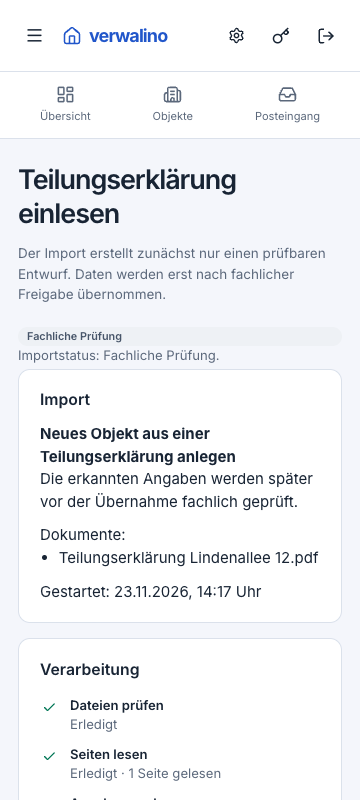 verwalino
Übersicht
Objekte
Posteingang
Teilungserklärung
einlesen
Der Import erstellt zunächst nur einen prüfbaren
Entwurf. Daten werden erst nach fachlicher
Freigabe übernommen.
Fachliche Prüfung
Importstatus: Fachliche Prüfung.
Import
Neues Objekt aus einer
Teilungserklärung anlegen
Die erkannten Angaben werden später
vor der Übernahme fachlich geprüft.
Dokumente:
• Teilungserklärung Lindenallee 12.pdf
Gestartet: 23.11.2026, 14:17 Uhr
Verarbeitung
Dateien prüfen
Erledigt
Seiten lesen
Erledigt · 1 Seite gelesen